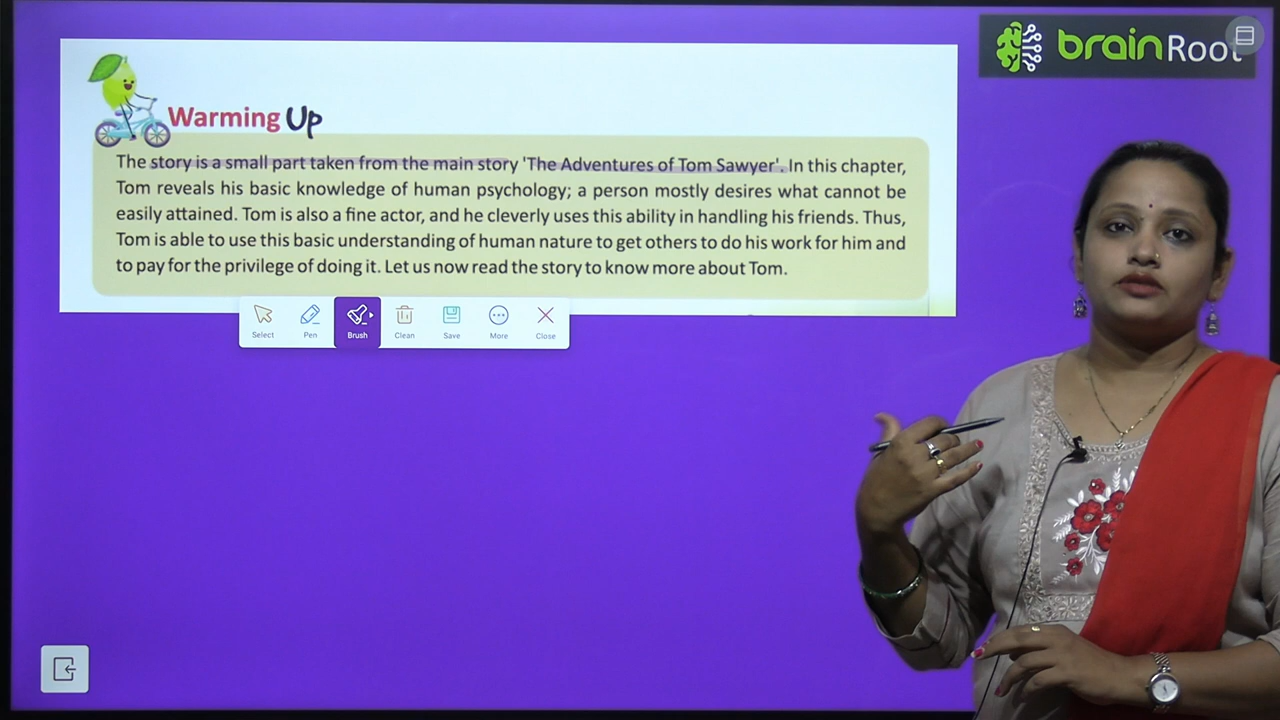 brainRoot
Warming Up
The story is a small part taken from the main story 'The Adventures of Tom Sawyer'. In this chapter,
Tom reveals his basic knowledge of human psychology; a person mostly desires what cannot be
easily attained. Tom is also a fine actor, and he cleverly uses this ability in handling his friends. Thus,
Tom is able to use this basic understanding of human nature to get others to do his work for him and
to pay for the privilege of doing it. Let us now read the story to know more about Tom.
Select Pen Brush Clean Save More Close